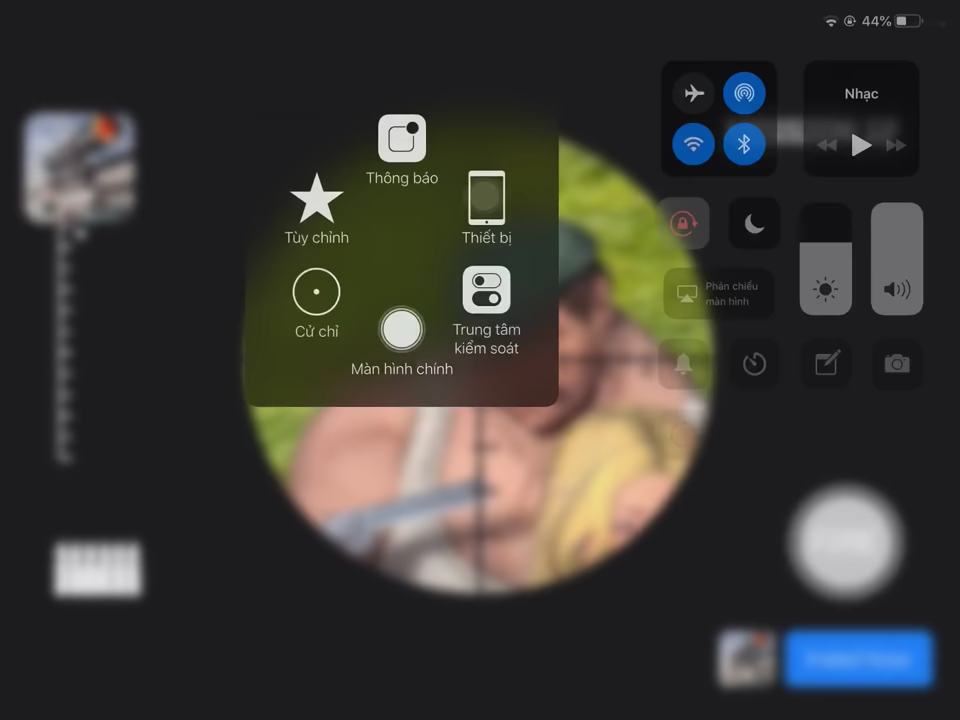 44%
Nhạc
Thông báo
Tùy chỉnh
Thiết bị
Cử chỉ
Trung tâm
kiểm soát
Màn hình chính
Phản chiếu
màn hình